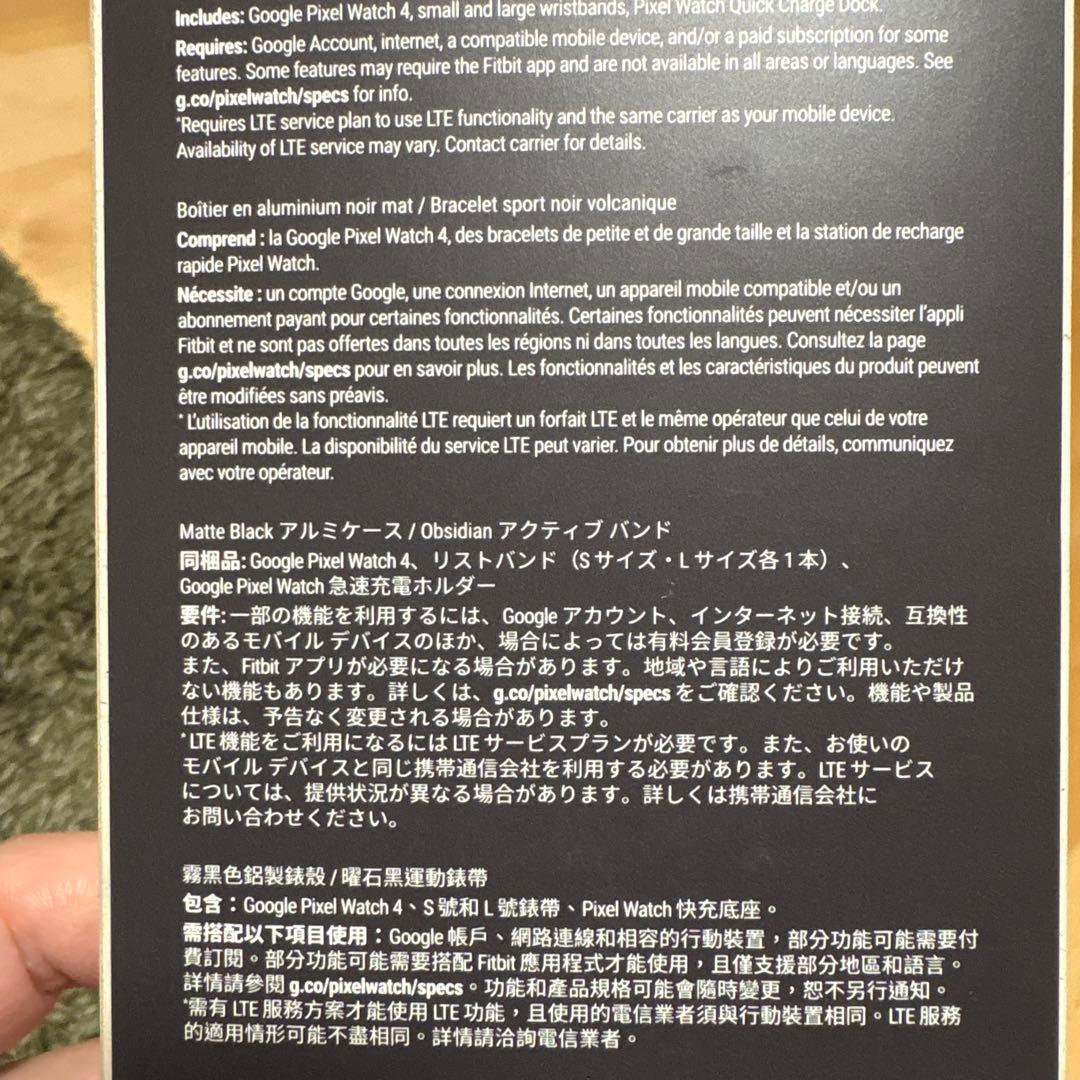 Includes: Google Pixel Watch 4, small and large wristbands, Pixel Watch Quick Charge Dock.
Requires: Google Account, internet, a compatible mobile device, and/or a paid subscription for some
features. Some features may require the Fitbit app and are not available in all areas or languages. See
g.co/pixelwatch/specs for info.
*Requires LTE service plan to use LTE functionality and the same carrier as your mobile device.
Availability of LTE service may vary. Contact carrier for details.
Boîtier en aluminium noir mat / Bracelet sport noir volcanique
Comprend : la Google Pixel Watch 4, des bracelets de petite et de grande taille et la station de recharge
rapide Pixel Watch.
Nécessite : un compte Google, une connexion Internet, un appareil mobile compatible et/ou un
abonnement payant pour certaines fonctionnalités. Certaines fonctionnalités peuvent nécessiter l'appli
Fitbit et ne sont pas offertes dans toutes les régions ni dans toutes les langues. Consultez la page
g.co/pixelwatch/specs pour en savoir plus. Les fonctionnalités et les caractéristiques du produit peuvent
être modifiées sans préavis.
* L'utilisation de la fonctionnalité LTE requiert un forfait LTE et le même opérateur que celui de votre
appareil mobile. La disponibilité du service LTE peut varier. Pour obtenir plus de détails, communiquez
avec votre opérateur.
Matte Black アルミケース / Obsidian アクティブ バンド
同梱品: Google Pixel Watch 4、リストバンド（S サイズ・L サイズ各 1 本）、
Google Pixel Watch 急速充電ホルダー
要件: 一部の機能を利用するには、Google アカウント、インターネット接続、互換性
のあるモバイル デバイスのほか、場合によっては有料会員登録が必要です。
また、Fitbit アプリが必要になる場合があります。地域や言語によりご利用いただけ
ない機能もあります。詳しくは、g.co/pixelwatch/specs をご確認ください。機能や製品
仕様は、予告なく変更される場合があります。
*LTE 機能をご利用になるには LTE サービスプランが必要です。また、お使いの
モバイル デバイスと同じ携帯通信会社を利用する必要があります。LTE サービス
については、提供状況が異なる場合があります。詳しくは携帯通信会社に
お問い合わせください。
霧黑色鋁製錶殼 / 曜石黑運動錶帶
包含：Google Pixel Watch 4、S 號和 L 號錶帶、Pixel Watch 快充底座。
需搭配以下項目使用：Google 帳戶、網路連線和相容的行動裝置，部分功能可能需要付
費訂閱。部分功能可能需要搭配 Fitbit 應用程式才能使用，且僅支援部分地區和語言。
詳情請參閱 g.co/pixelwatch/specs。功能和產品規格可能會隨時變更，恕不另行通知。
*需有 LTE 服務方案才能使用 LTE 功能，且使用的電信業者須與行動裝置相同。LTE 服務
的適用情形可能不盡相同。詳情請洽詢電信業者。